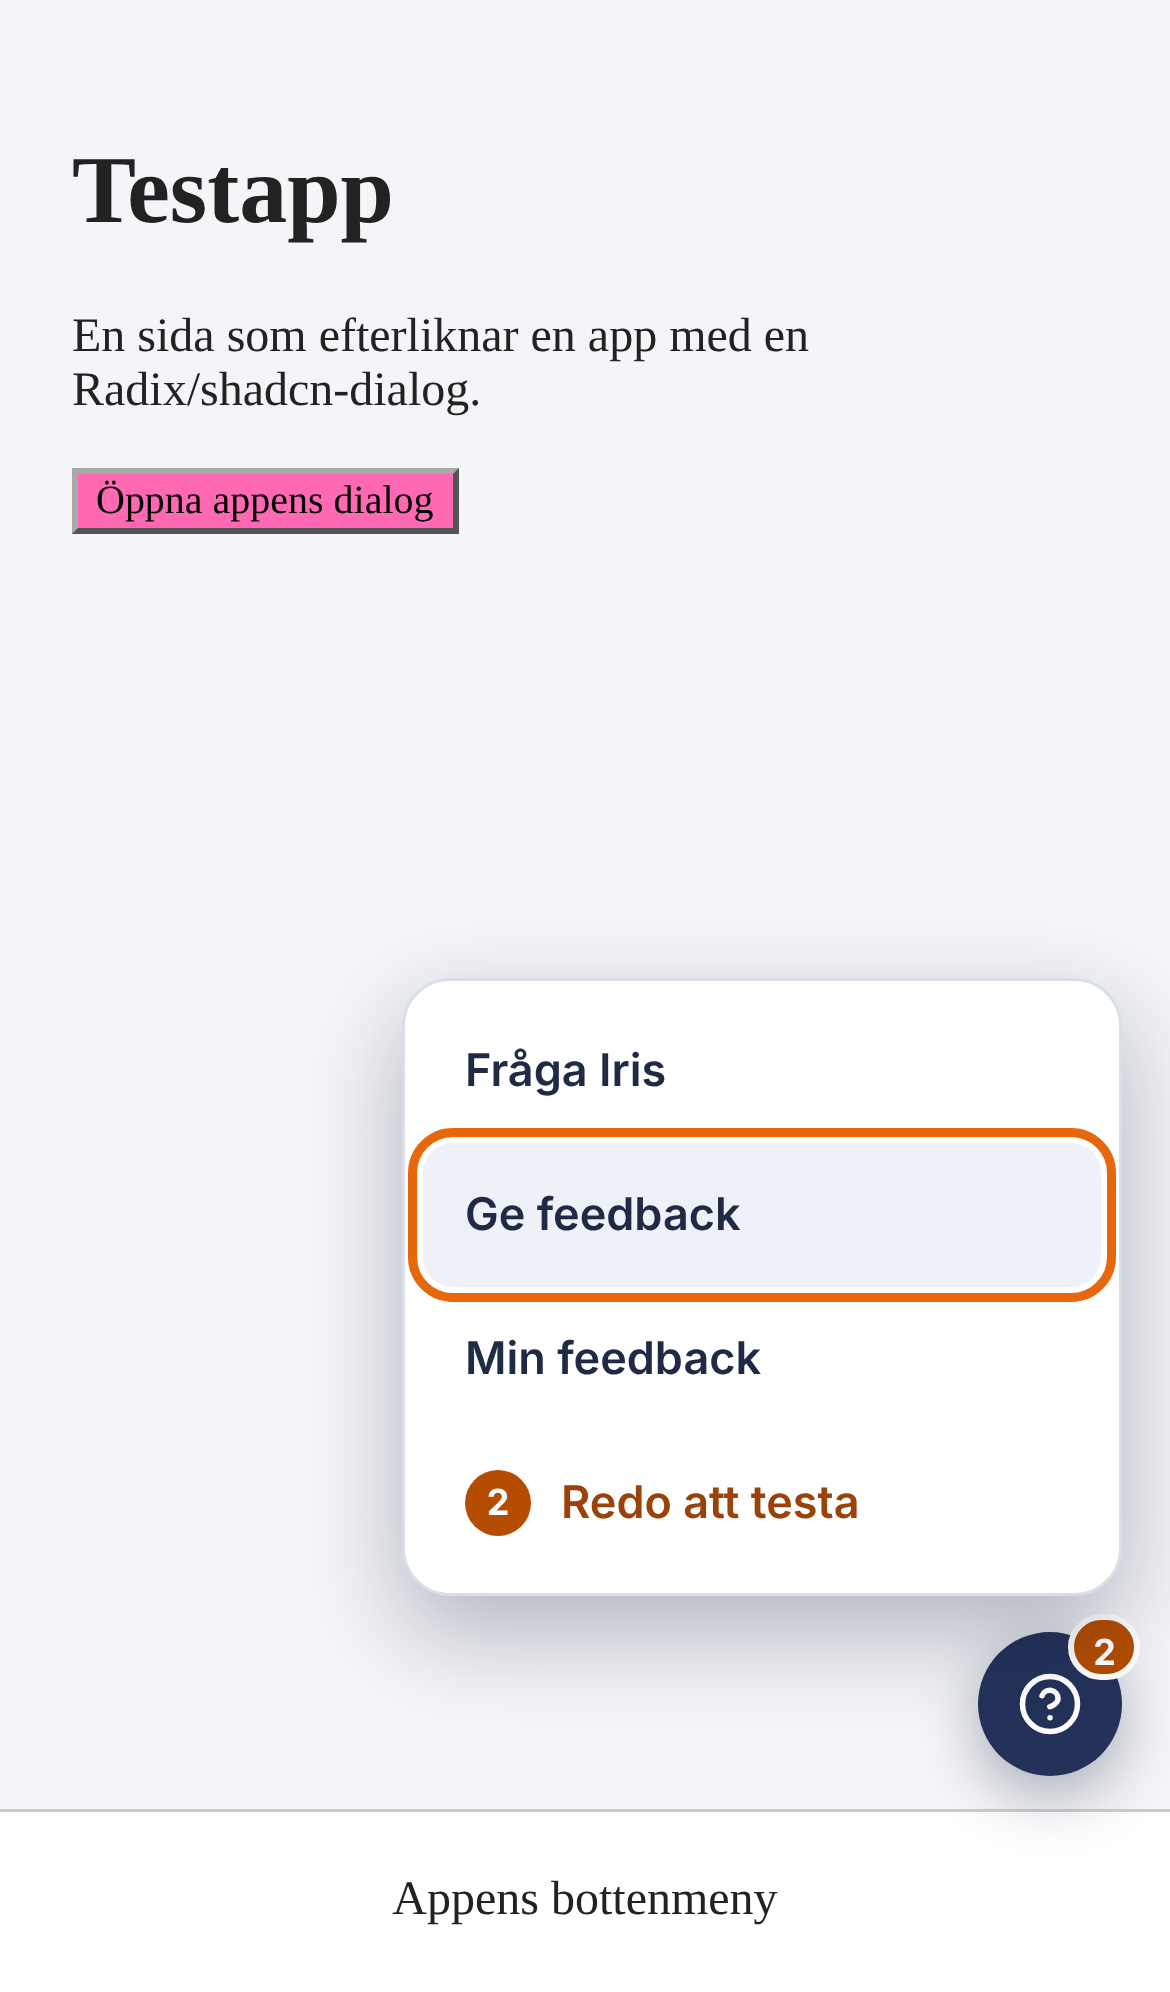 Testapp
En sida som efterliknar en app med en
Radix/shadcn-dialog.
Öppna appens dialog
Fråga Iris
Ge feedback
Min feedback
2 Redo att testa
2
?
Appens bottenmeny